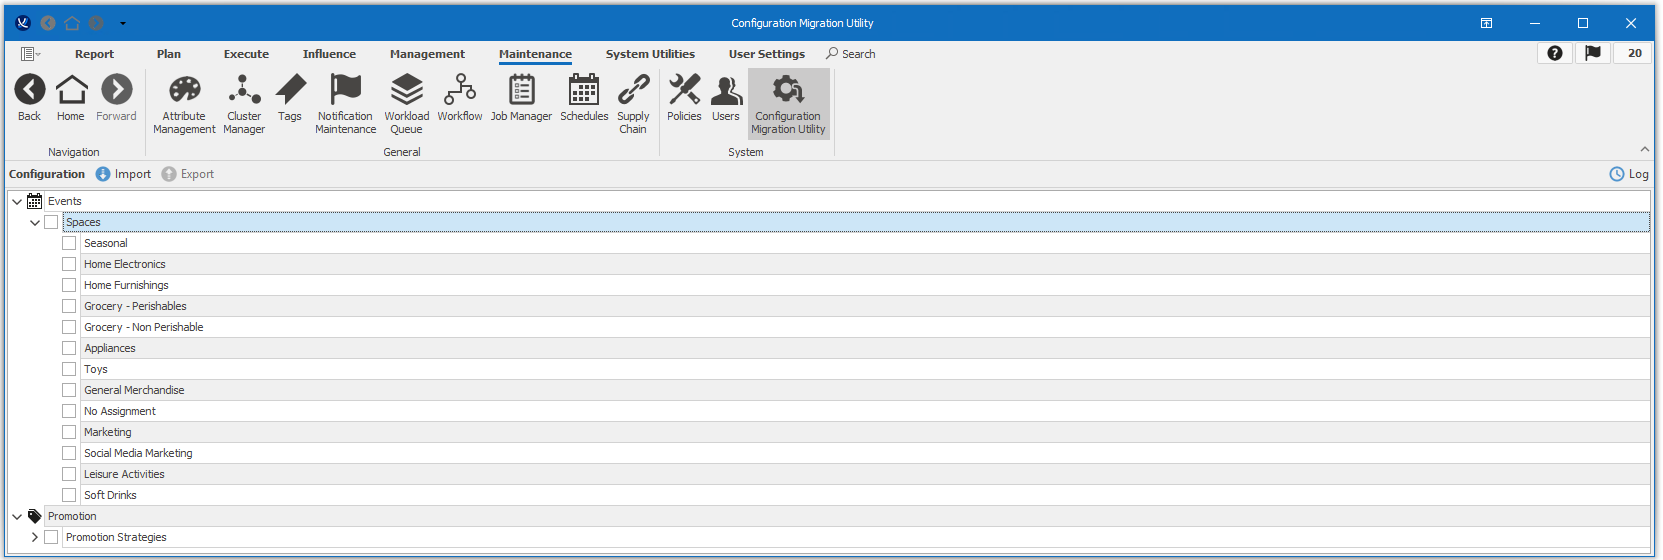 Configuration Migration Utility
Report Plan Execute Influence Management Maintenance System Utilities User Settings Search 20
Back Home Forward Attribute Management Cluster Manager Tags Notification Maintenance Workload Queue Workflow Job Manager Schedules Supply Chain Policies Users Configuration Migration Utility
Navigation General System
Configuration Import Export Log
Events
Spaces
Seasonal
Home Electronics
Home Furnishings
Grocery - Perishables
Grocery - Non Perishable
Appliances
Toys
General Merchandise
No Assignment
Marketing
Social Media Marketing
Leisure Activities
Soft Drinks
Promotion
Promotion Strategies